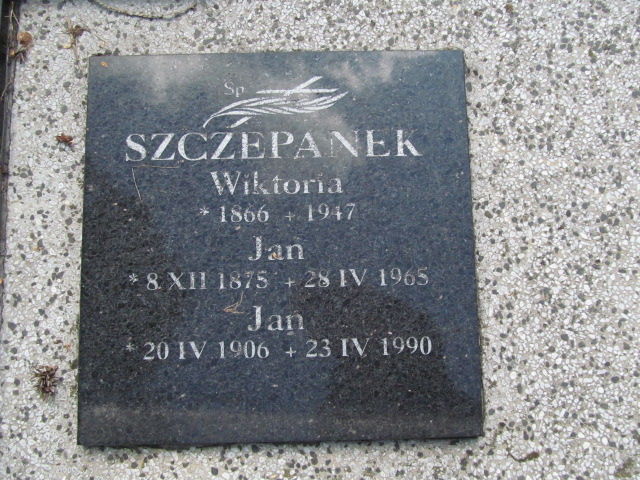 Śp
SZCZEPANEK
Wiktoria
* 1866 + 1947
Jan
* 8 XII 1875 + 28 IV 1965
Jan
* 20 IV 1906 + 23 IV 1990